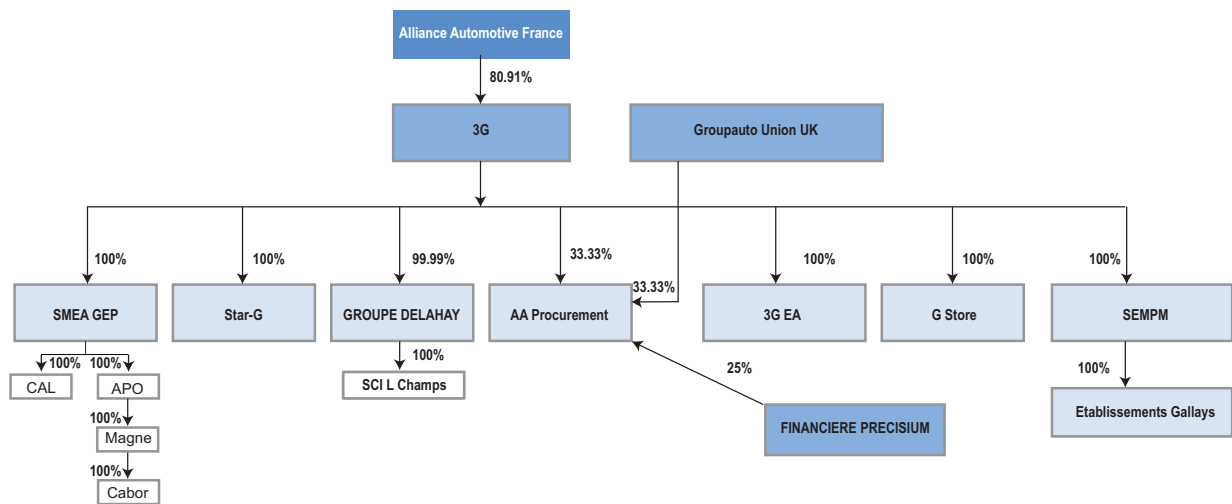 Alliance Automotive France
80.91%
3G
Groupauto Union UK
100%
100%
99.99%
33.33%
100%
100%
100%
33.33%
SMEA GEP
Star-G
GROUPE DELAHAY
AA Procurement
3G EA
G Store
SEMPM
100%
100%
100%
100%
CAL
APO
SCI L Champs
25%
Etablissements Gallays
100%
Magne
FINANCIERE PRECISIUM
100%
Cabor